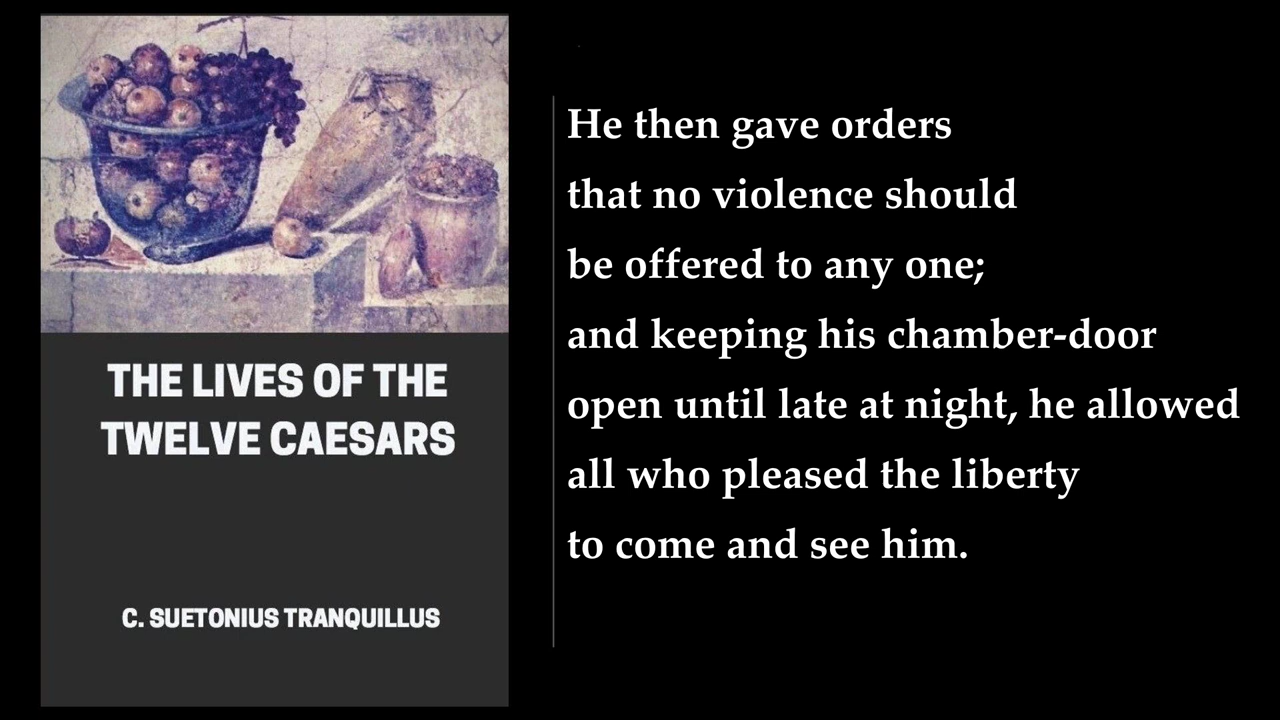 THE LIVES OF THE
TWELVE CAESARS
C. SUETONIUS TRANQUILLUS
He then gave orders
that no violence should
be offered to any one;
and keeping his chamber-door
open until late at night, he allowed
all who pleased the liberty
to come and see him.